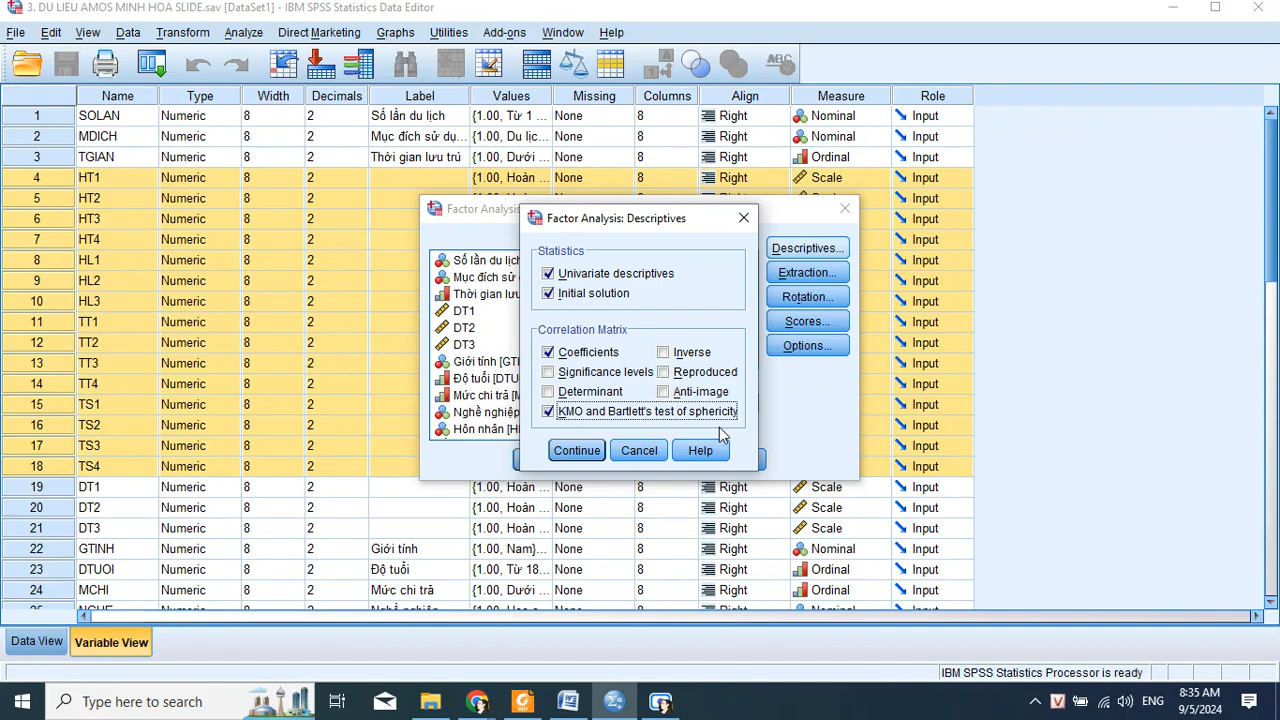 3. DU LIEU AMOS MINH HOA SLIDE.sav [DataSet1] - IBM SPSS Statistics Data Editor
File Edit View Data Transform Analyze Direct Marketing Graphs Utilities Add-ons Window Help
Name Type Width Decimals Label Values Missing Columns Align Measure Role
1 SOLAN Numeric 8 2 Số lần du lịch {1.00, Từ 1 ... None 8 Right Nominal Input
2 MDICH Numeric 8 2 Mục đích sử dụ... {1.00, Du lịc... None 8 Right Nominal Input
3 TGIAN Numeric 8 2 Thời gian lưu trú {1.00, Dưới ... None 8 Right Ordinal Input
4 HT1 Numeric 8 2 {1.00, Hoàn ... None 8 Right Scale Input
5 HT2 Numeric 8 2 Input
6 HT3 Numeric 8 2 Input
7 HT4 Numeric 8 2 Input
8 HL1 Numeric 8 2 Input
9 HL2 Numeric 8 2 Input
10 HL3 Numeric 8 2 Input
11 TT1 Numeric 8 2 Input
12 TT2 Numeric 8 2 Input
13 TT3 Numeric 8 2 Input
14 TT4 Numeric 8 2 Input
15 TS1 Numeric 8 2 Input
16 TS2 Numeric 8 2 Input
17 TS3 Numeric 8 2 Input
18 TS4 Numeric 8 2 Input
19 DT1 Numeric 8 2 {1.00, Hoàn ... None 8 Right Scale Input
20 DT2 Numeric 8 2 {1.00, Hoàn ... None 8 Right Scale Input
21 DT3 Numeric 8 2 {1.00, Hoàn ... None 8 Right Scale Input
22 GTINH Numeric 8 2 Giới tính {1.00, Nam}... None 8 Right Nominal Input
23 DTUOI Numeric 8 2 Độ tuổi {1.00, Từ 18... None 8 Right Ordinal Input
24 MCHI Numeric 8 2 Mức chi trả {1.00, Dưới ... None 8 Right Ordinal Input
Factor Analysis
Số lần du lịch
Mục đích sử
Thời gian lưu
DT1
DT2
DT3
Giới tính [GTI
Độ tuổi [DTUO
Mức chi trả [M
Nghề nghiệp
Hôn nhân [H
Descriptives...
Extraction...
Rotation...
Scores...
Options...
Factor Analysis: Descriptives
Statistics
Univariate descriptives
Initial solution
Correlation Matrix
Coefficients Inverse
Significance levels Reproduced
Determinant Anti-image
KMO and Bartlett's test of sphericity
Continue Cancel Help
Data View Variable View
IBM SPSS Statistics Processor is ready
Type here to search
ENG
8:35 AM
9/5/2024